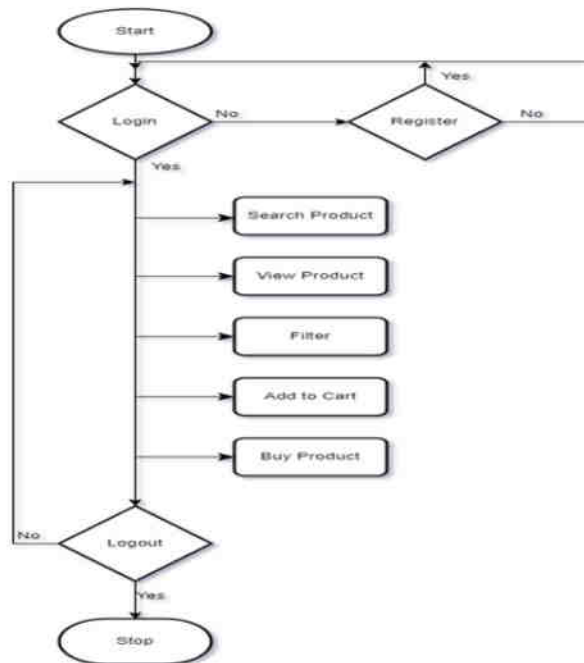 Start
Yes.
Login
No.
Register
No.
Yes.
Search Product
View Product
Filter
Add to Cart
Buy Product
No.
Logout
Yes.
Stop